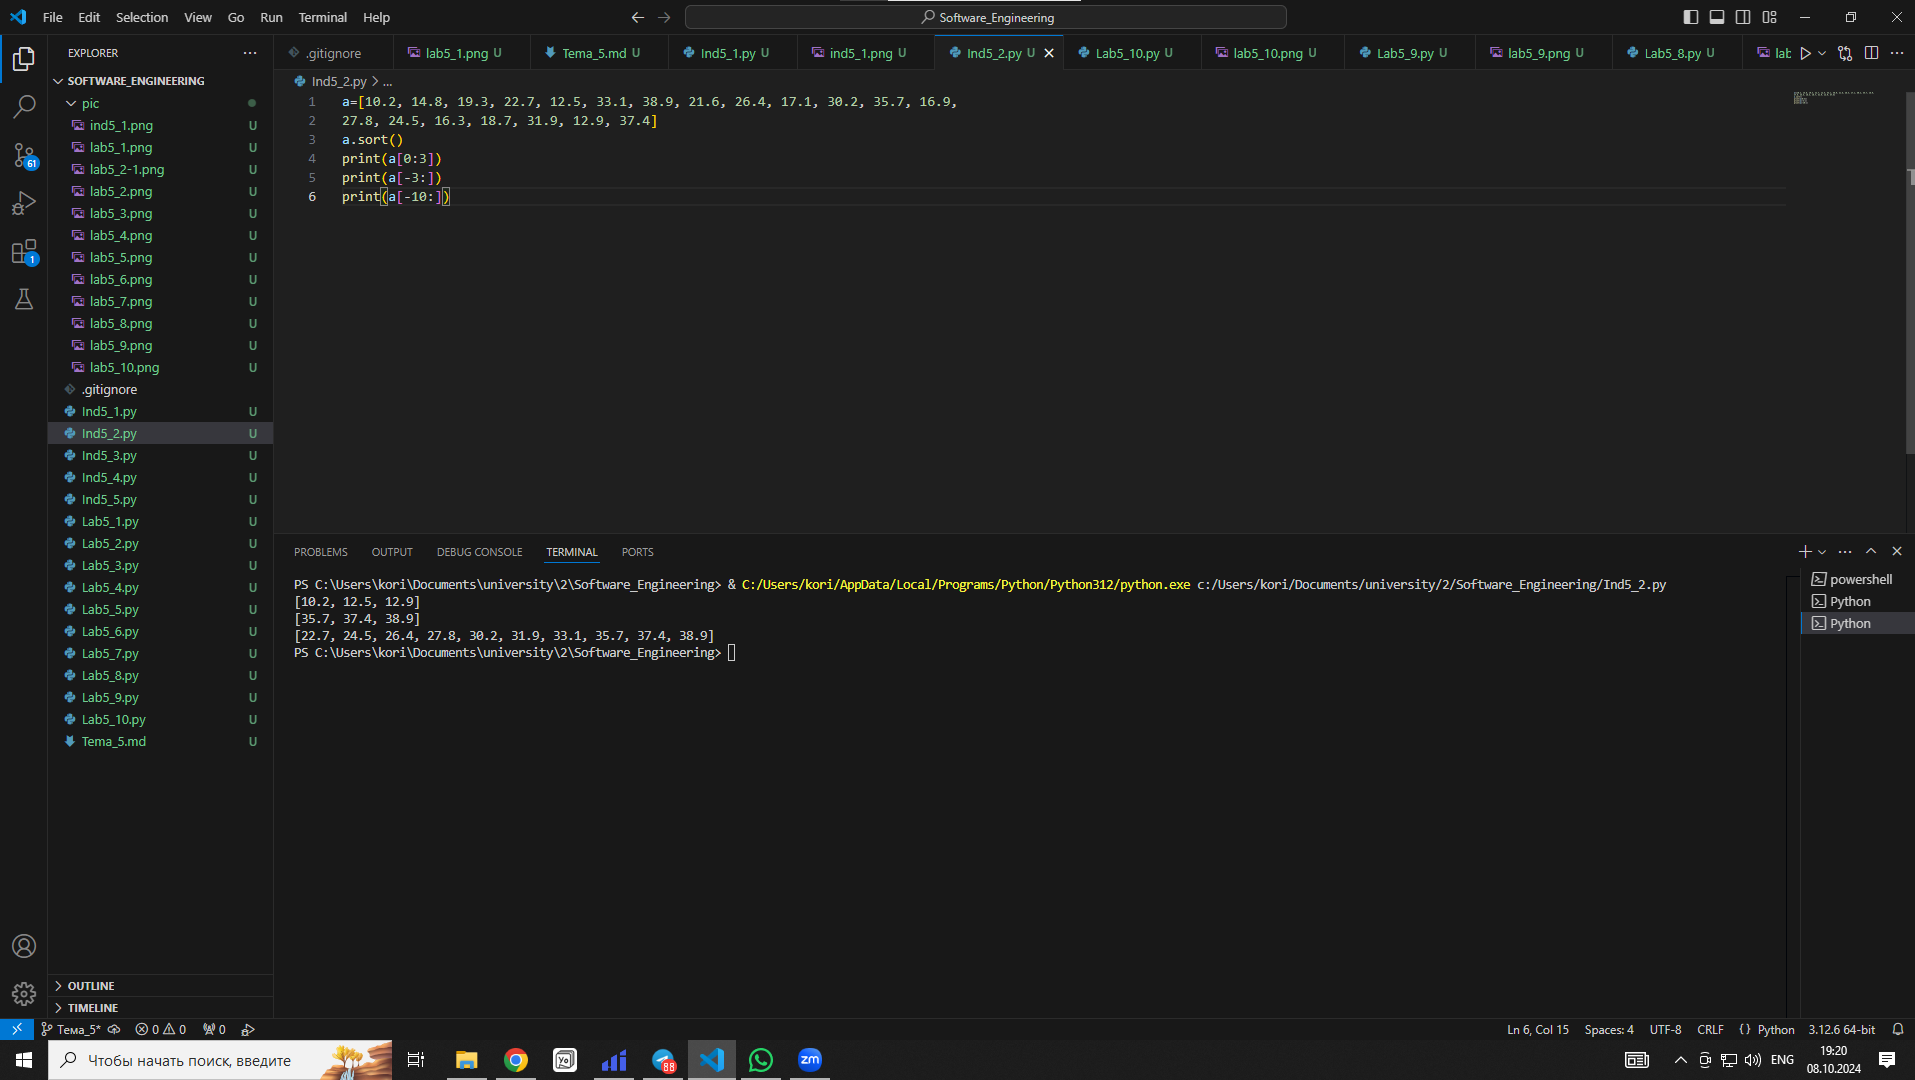 File Edit Selection View Go Run Terminal Help
Software_Engineering
EXPLORER
SOFTWARE_ENGINEERING
pic
ind5_1.png U
lab5_1.png U
lab5_2-1.png U
lab5_2.png U
lab5_3.png U
lab5_4.png U
lab5_5.png U
lab5_6.png U
lab5_7.png U
lab5_8.png U
lab5_9.png U
lab5_10.png U
.gitignore
Ind5_1.py U
Ind5_2.py U
Ind5_3.py U
Ind5_4.py U
Ind5_5.py U
Lab5_1.py U
Lab5_2.py U
Lab5_3.py U
Lab5_4.py U
Lab5_5.py U
Lab5_6.py U
Lab5_7.py U
Lab5_8.py U
Lab5_9.py U
Lab5_10.py U
Tema_5.md U
OUTLINE
TIMELINE
61
1
.gitignore lab5_1.png U Tema_5.md U Ind5_1.py U ind5_1.png U Ind5_2.py U Lab5_10.py U lab5_10.png U Lab5_9.py U lab5_9.png U Lab5_8.py U lab
Ind5_2.py > ...
1 a=[10.2, 14.8, 19.3, 22.7, 12.5, 33.1, 38.9, 21.6, 26.4, 17.1, 30.2, 35.7, 16.9,
2 27.8, 24.5, 16.3, 18.7, 31.9, 12.9, 37.4]
3 a.sort()
4 print(a[0:3])
5 print(a[-3:])
6 print(a[-10:])
PROBLEMS OUTPUT DEBUG CONSOLE TERMINAL PORTS
PS C:\Users\kori\Documents\university\2\Software_Engineering> & C:/Users/kori/AppData/Local/Programs/Python/Python312/python.exe c:/Users/kori/Documents/university/2/Software_Engineering/Ind5_2.py
[10.2, 12.5, 12.9]
[35.7, 37.4, 38.9]
[22.7, 24.5, 26.4, 27.8, 30.2, 31.9, 33.1, 35.7, 37.4, 38.9]
PS C:\Users\kori\Documents\university\2\Software_Engineering>
powershell
Python
Python
Тема_5* 0 0 0
Ln 6, Col 15 Spaces: 4 UTF-8 CRLF {} Python 3.12.6 64-bit
Чтобы начать поиск, введите
Yo
88
zm
ENG
19:20
08.10.2024